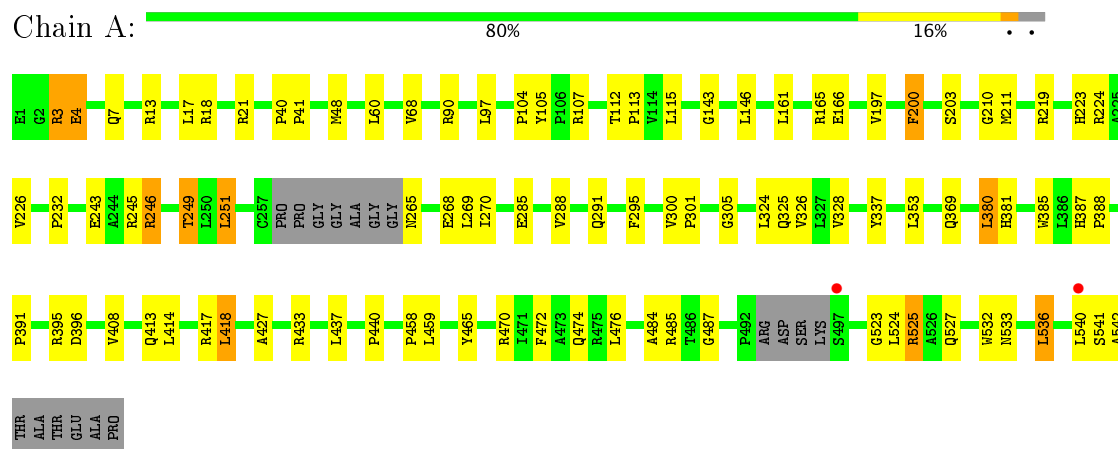 Chain A:
80% 16% • •
E1 G2 R3 E4 Q7 R13 L17 R18 R21 P40 P41 M48 L60 V68 R90 L97 P104 Y105 P106 R107 T112 P113 V114 L115 G143 L146 L161 R165 E166 V197 F200 S203 G210 M211 R219 H223 R224 A225
V226 P232 E243 A244 R245 R246 T249 L250 L251 C257 PRO PRO GLY GLY ALA GLY GLY N265 E268 L269 I270 E285 V288 Q291 F295 V300 P301 G305 L324 Q325 V326 L327 V328 Y337 L353 Q369 L380 H381 W385 L386 H387 P388
P391 R395 D396 V408 Q413 L414 R417 L418 A427 R433 L437 P440 P458 L459 Y465 R470 I471 F472 A473 Q474 R475 L476 A484 R485 T486 G487 P492 ARG ASP SER LYS S497 G523 L524 R525 A526 Q527 W532 N533 L536 L540 S541 A542
THR ALA THR GLU ALA PRO